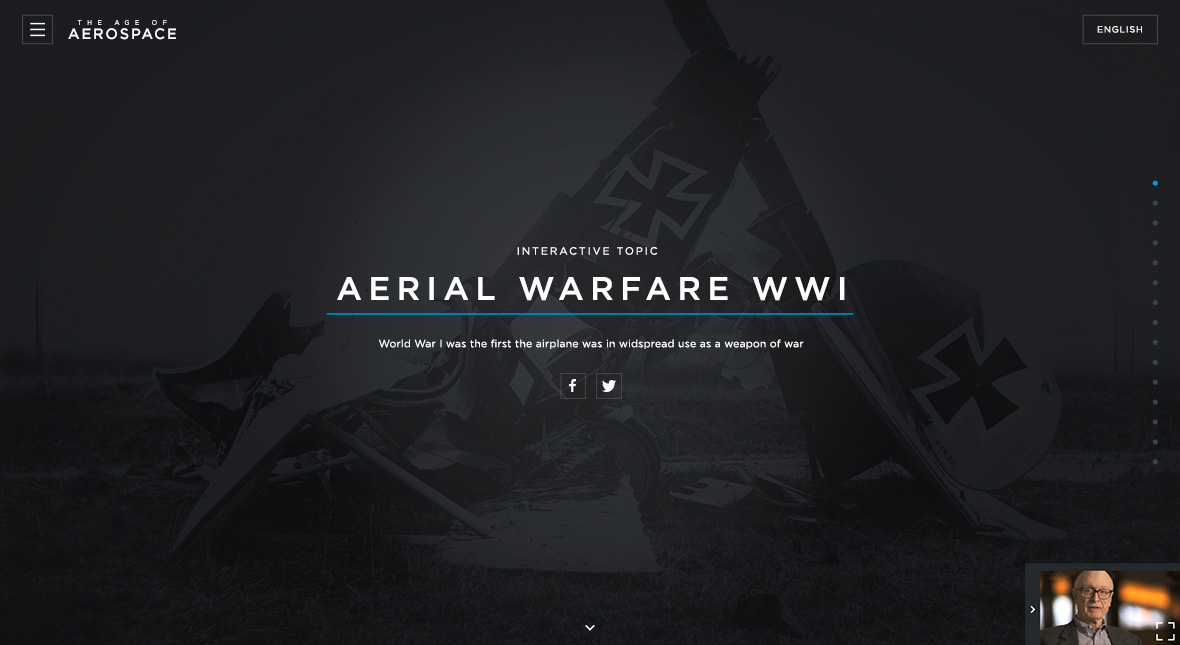 THE AGE OF
AEROSPACE
ENGLISH
INTERACTIVE TOPIC
AERIAL WARFARE WWI
World War I was the first the airplane was in widspread use as a weapon of war